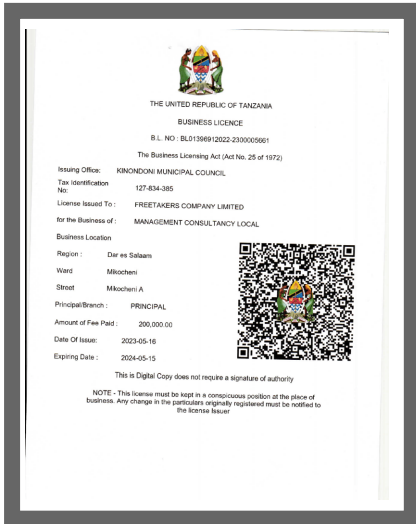 THE UNITED REPUBLIC OF TANZANIA
BUSINESS LICENCE
B.L. NO : BL01396912022-2300005661
The Business Licensing Act (Act No. 25 of 1972)
Issuing Office: KINONDONI MUNICIPAL COUNCIL
Tax Identification
No: 127-834-385
License Issued To : FREETAKERS COMPANY LIMITED
for the Business of : MANAGEMENT CONSULTANCY LOCAL
Business Location
Region : Dar es Salaam
Ward Mikocheni
Street Mikocheni A
Principal/Branch : PRINCIPAL
Amount of Fee Paid : 200,000.00
Date Of Issue: 2023-05-16
Expiring Date : 2024-05-15
This is Digital Copy does not require a signature of authority
NOTE - This license must be kept in a conspicuous position at the place of
business. Any change in the particulars originally registered must be notified to
the license Issuer